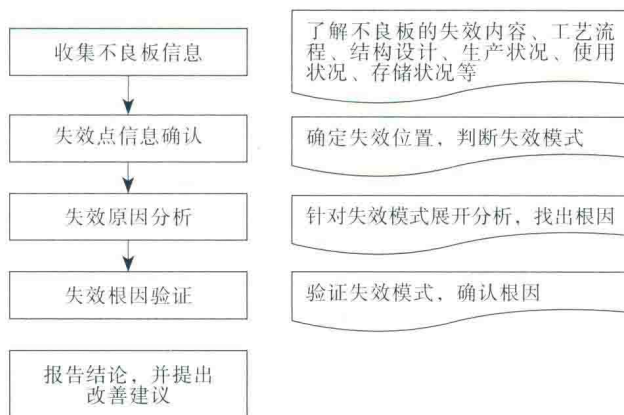 收集不良板信息
了解不良板的失效内容、工艺流
程、结构设计、生产状况、使用
状况、存储状况等
失效点信息确认
确定失效位置，判断失效模式
失效原因分析
针对失效模式展开分析，找出根因
失效根因验证
验证失效模式，确认根因
报告结论，并提出
改善建议